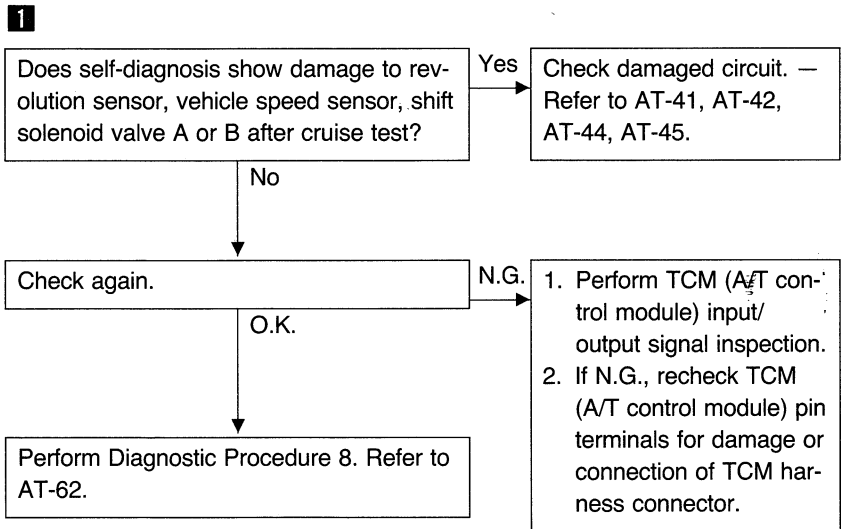 1
Does self-diagnosis show damage to rev-
olution sensor, vehicle speed sensor, shift
solenoid valve A or B after cruise test?
Yes
Check damaged circuit. —
Refer to AT-41, AT-42,
AT-44, AT-45.
No
Check again.
N.G.
1. Perform TCM (A/T con-
trol module) input/
output signal inspection.
2. If N.G., recheck TCM
(A/T control module) pin
terminals for damage or
connection of TCM har-
ness connector.
O.K.
Perform Diagnostic Procedure 8. Refer to
AT-62.